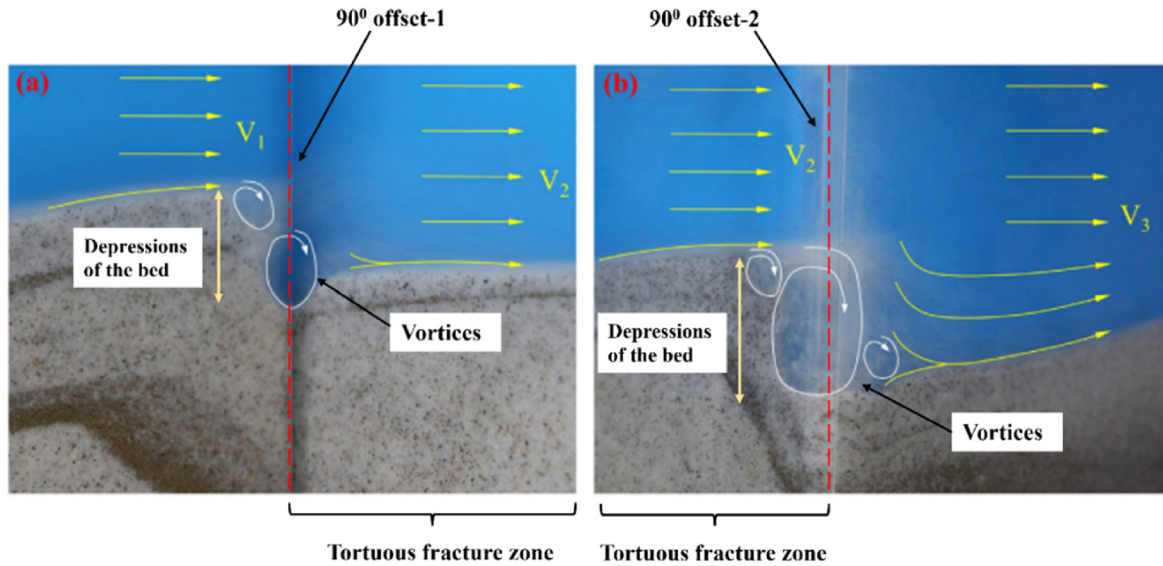 90⁰ offset-1
90⁰ offset-2
(a)
V₁
V₂
Depressions
of the bed
Vortices
(b)
V₂
V₃
Depressions
of the bed
Vortices
Tortuous fracture zone
Tortuous fracture zone